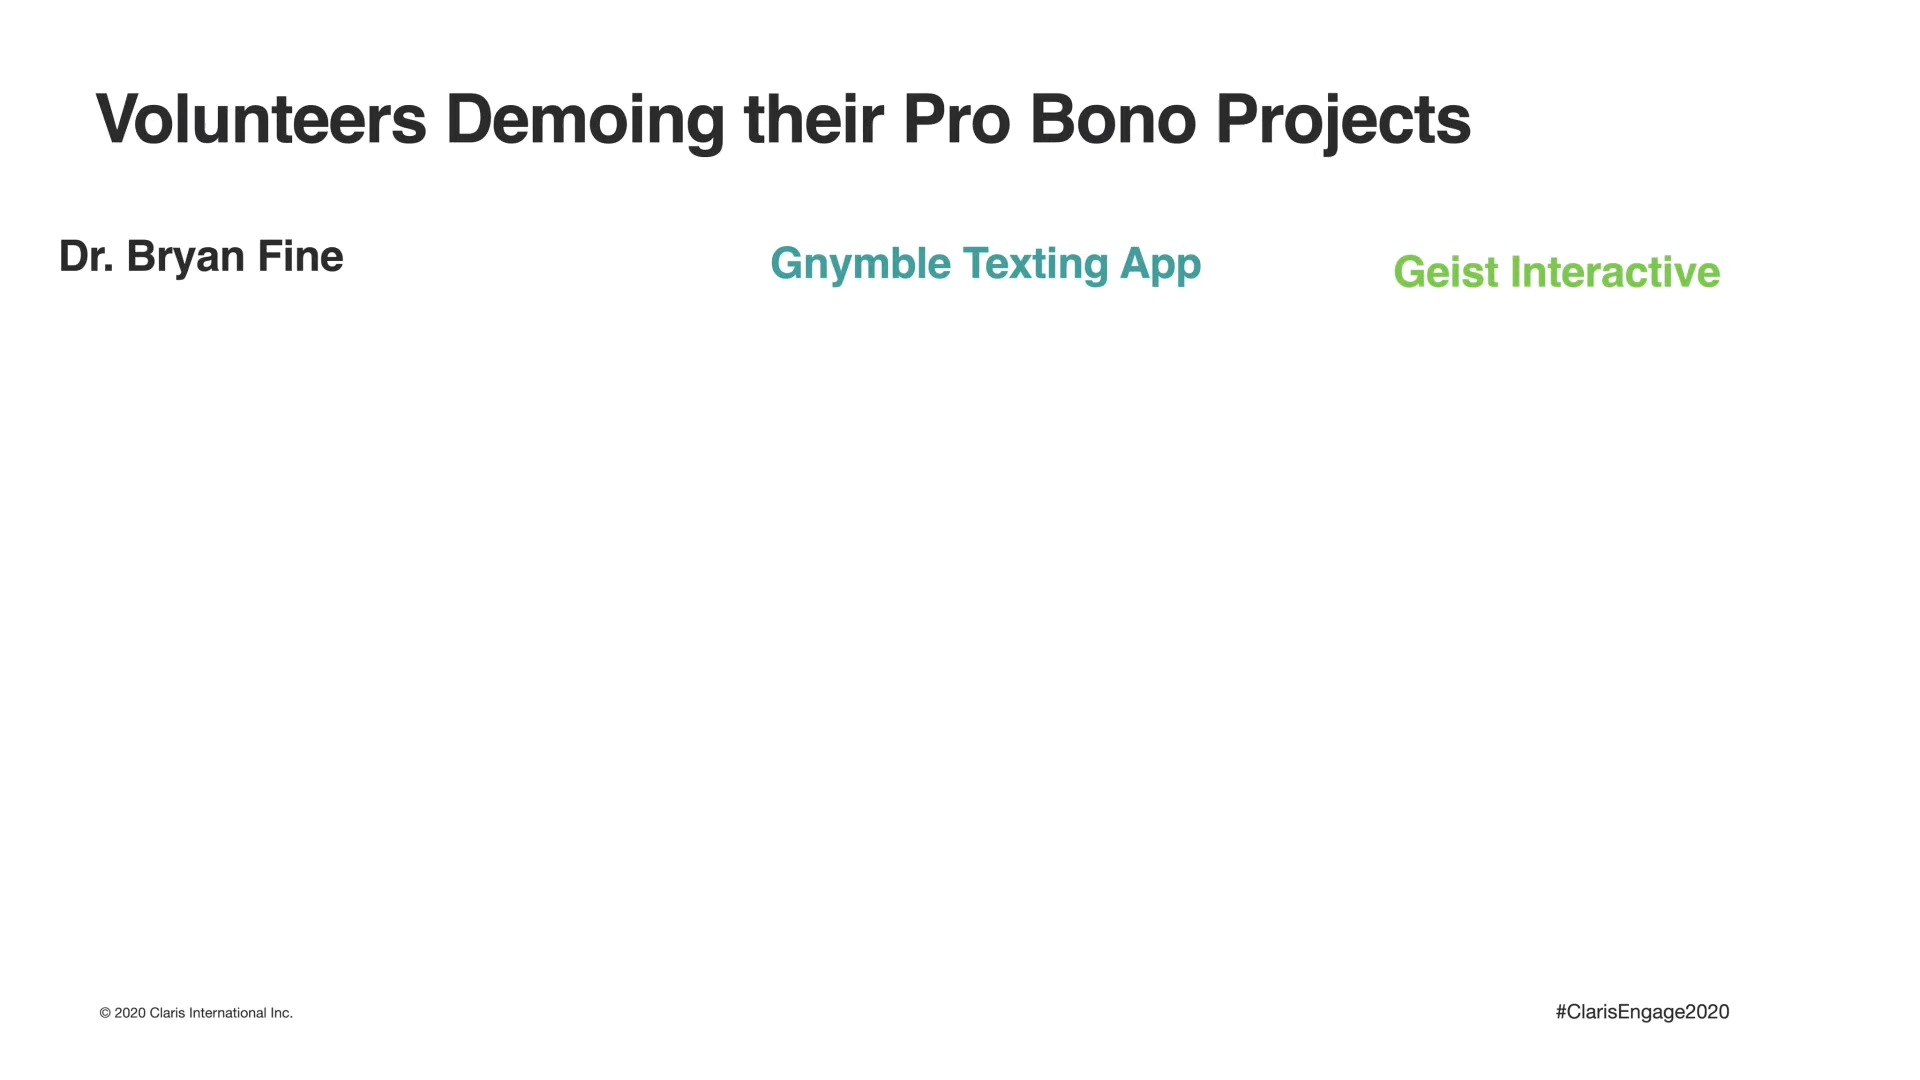 Volunteers Demoing their Pro Bono Projects
Dr. Bryan Fine
Gnymble Texting App
Geist Interactive
© 2020 Claris International Inc.
#ClarisEngage2020